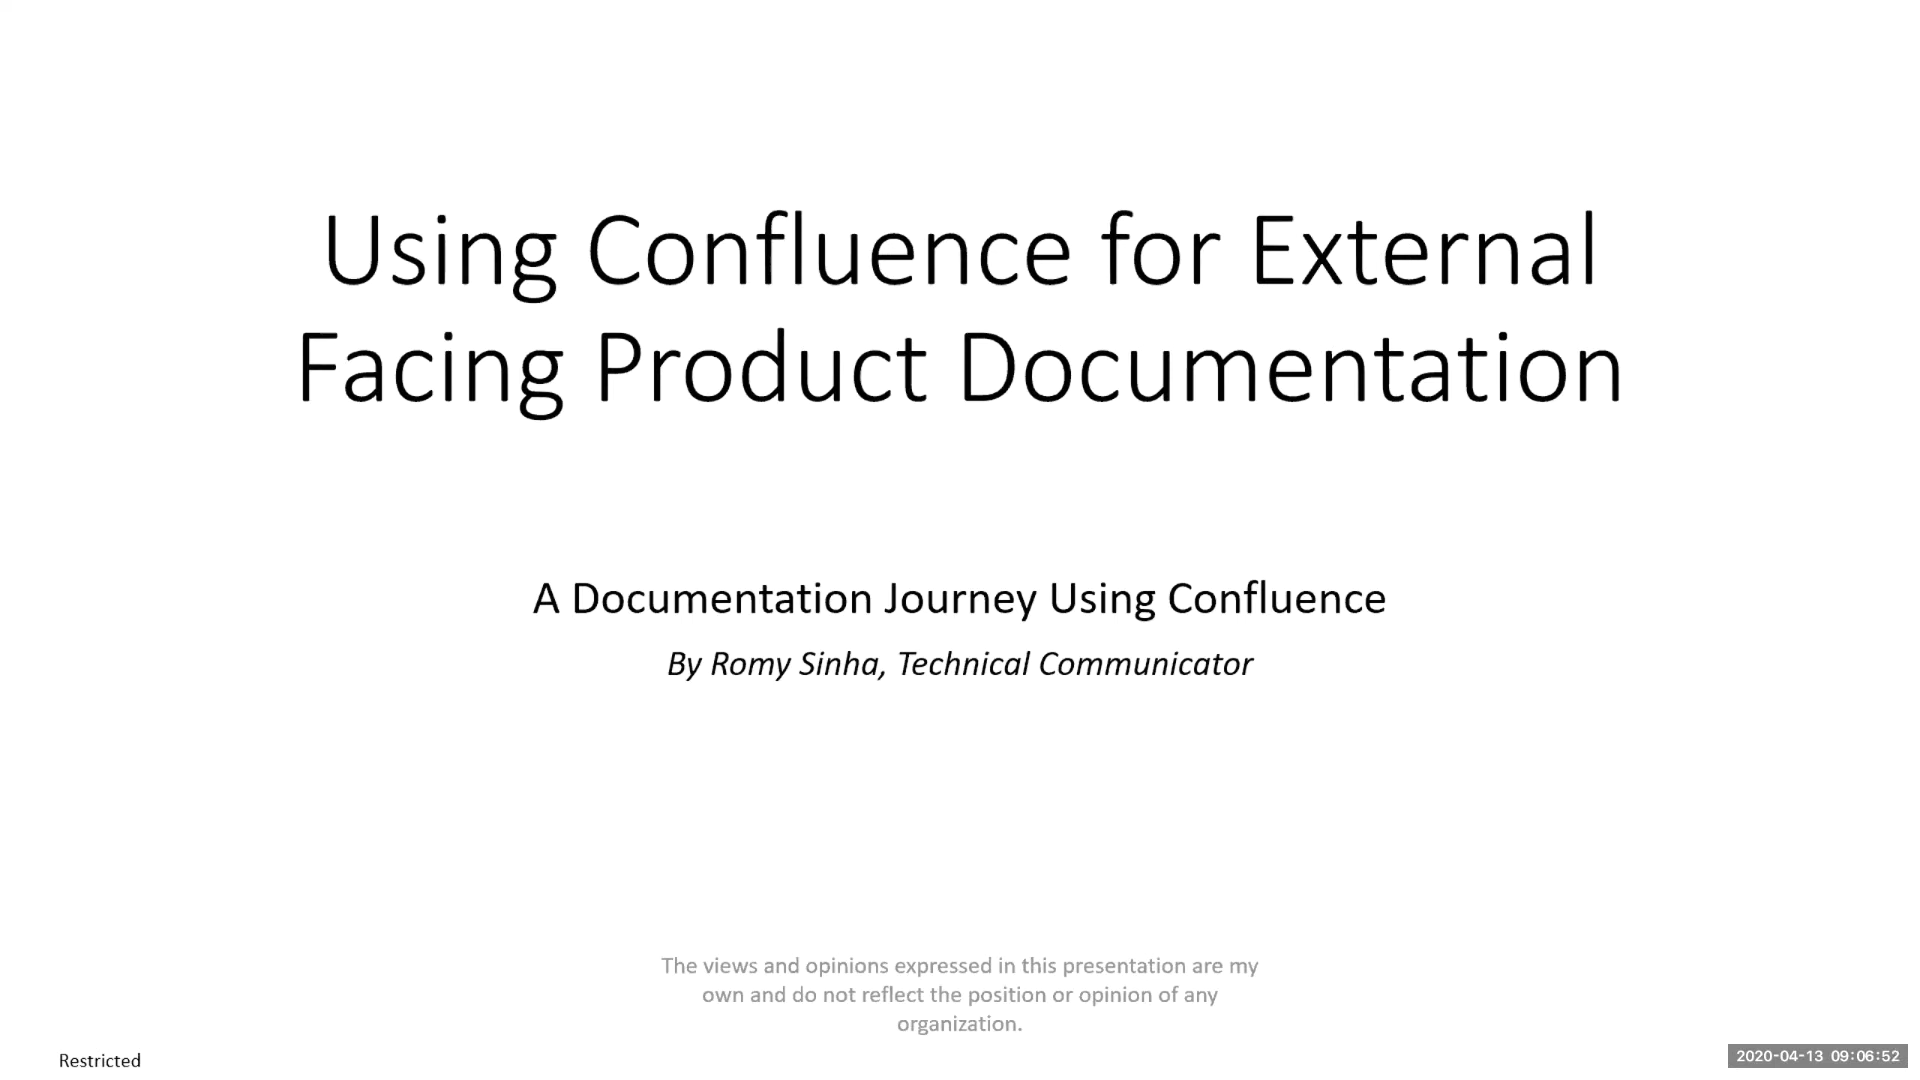 Using Confluence for External
Facing Product Documentation
A Documentation Journey Using Confluence
By Romy Sinha, Technical Communicator
The views and opinions expressed in this presentation are my
own and do not reflect the position or opinion of any
organization.
Restricted
2020-04-13 09:06:52